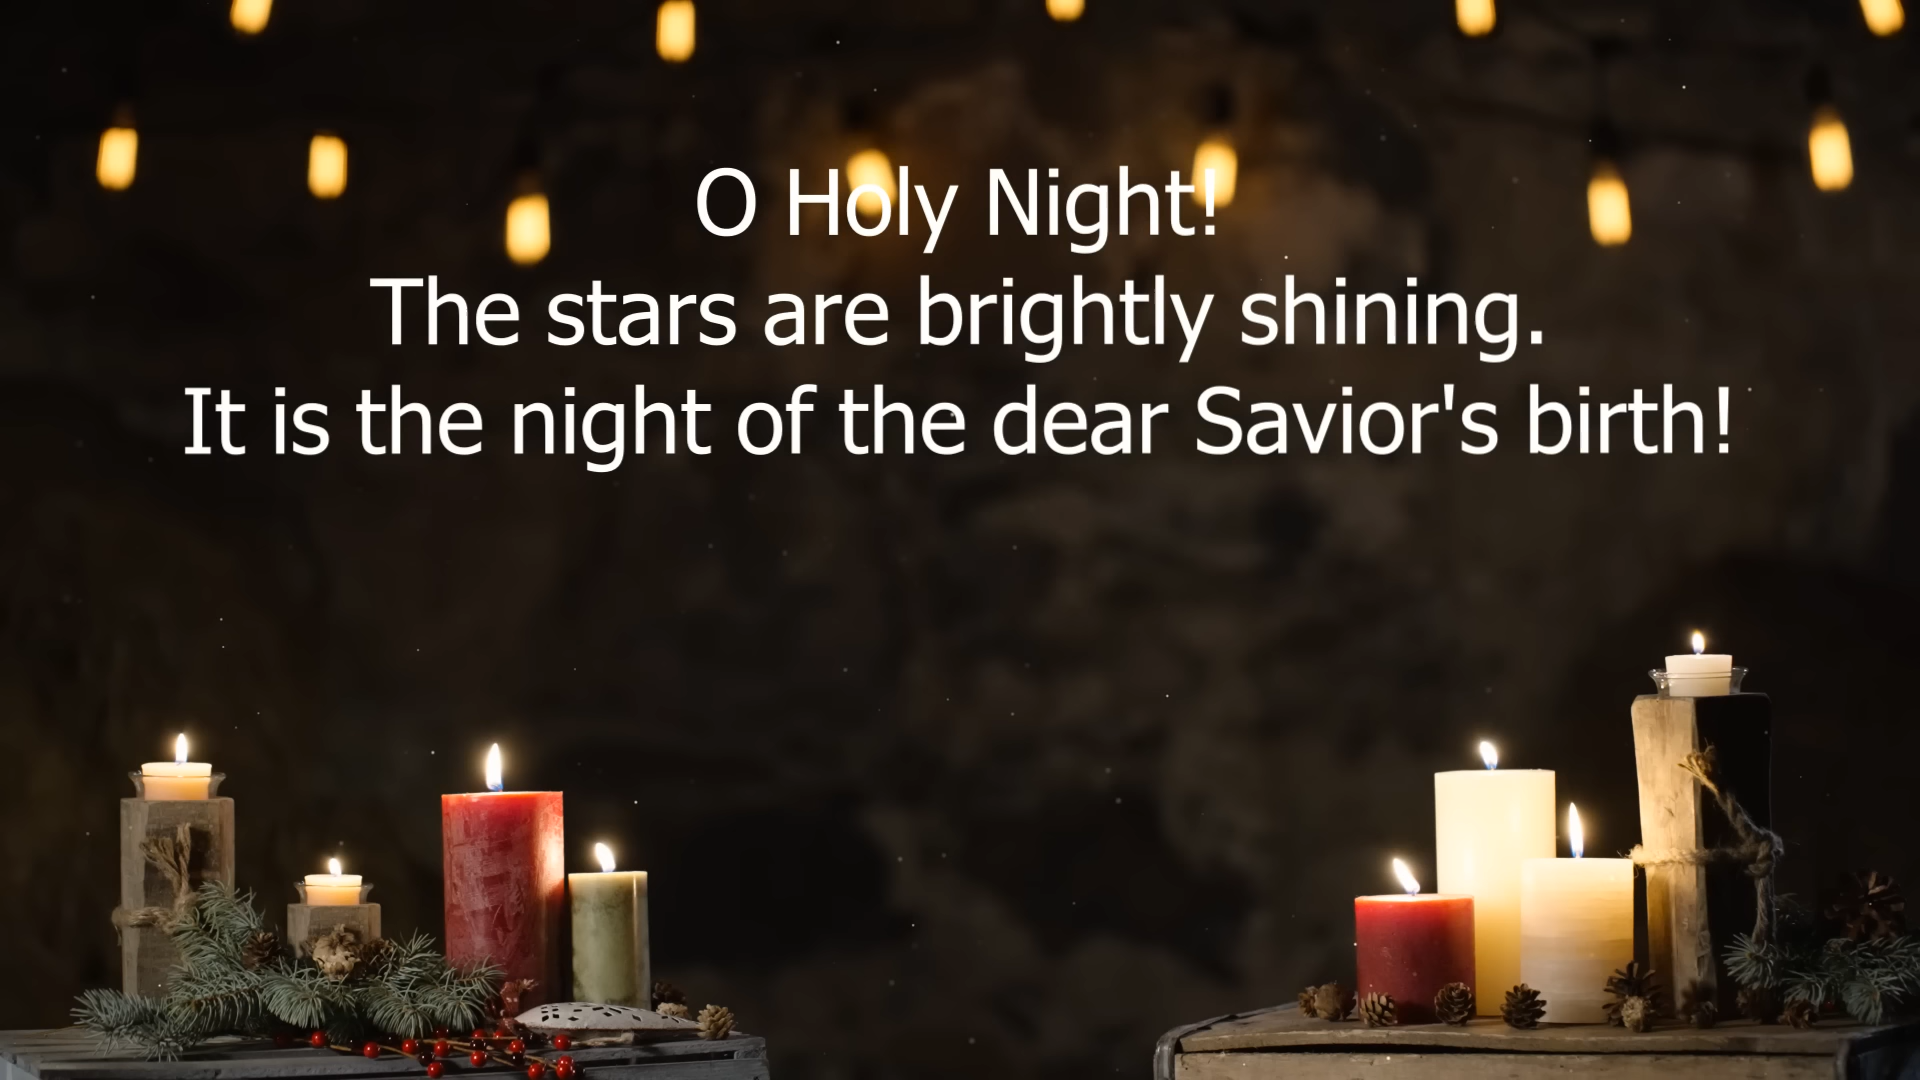 O Holy Night!
The stars are brightly shining.
It is the night of the dear Savior's birth!